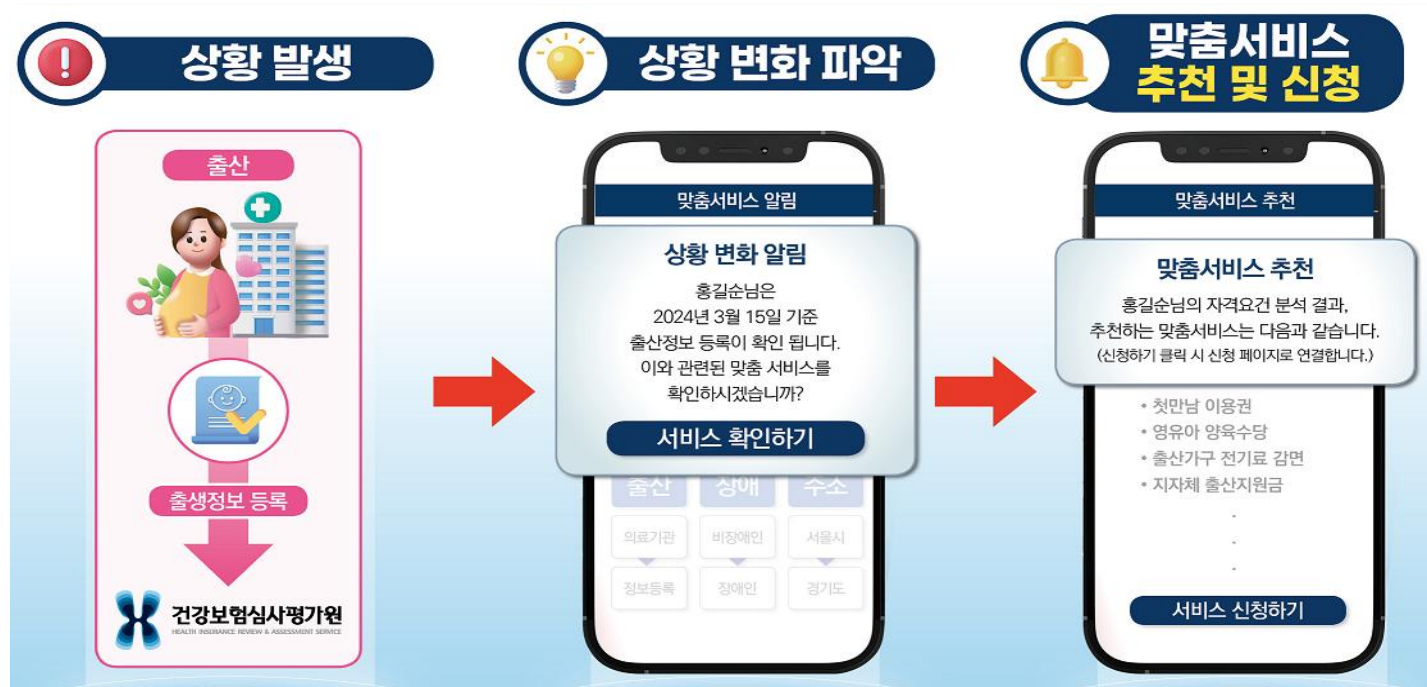 상황 발생
출산
출생정보 등록
건강보험심사평가원
HEALTH INSURANCE REVIEW & ASSESSMENT SERVICE
상황 변화 파악
맞춤서비스 알림
상황 변화 알림
홍길순님은
2024년 3월 15일 기준
출산정보 등록이 확인 됩니다.
이와 관련된 맞춤 서비스를
확인하시겠습니까?
서비스 확인하기
출산 장애 주소
의료기관 비장애인 서울시
정보등록 장애인 경기도
맞춤서비스
추천 및 신청
맞춤서비스 추천
맞춤서비스 추천
홍길순님의 자격요건 분석 결과,
추천하는 맞춤서비스는 다음과 같습니다.
(신청하기 클릭 시 신청 페이지로 연결합니다.)
• 첫만남 이용권
• 영유아 양육수당
• 출산가구 전기료 감면
• 지자체 출산지원금
서비스 신청하기